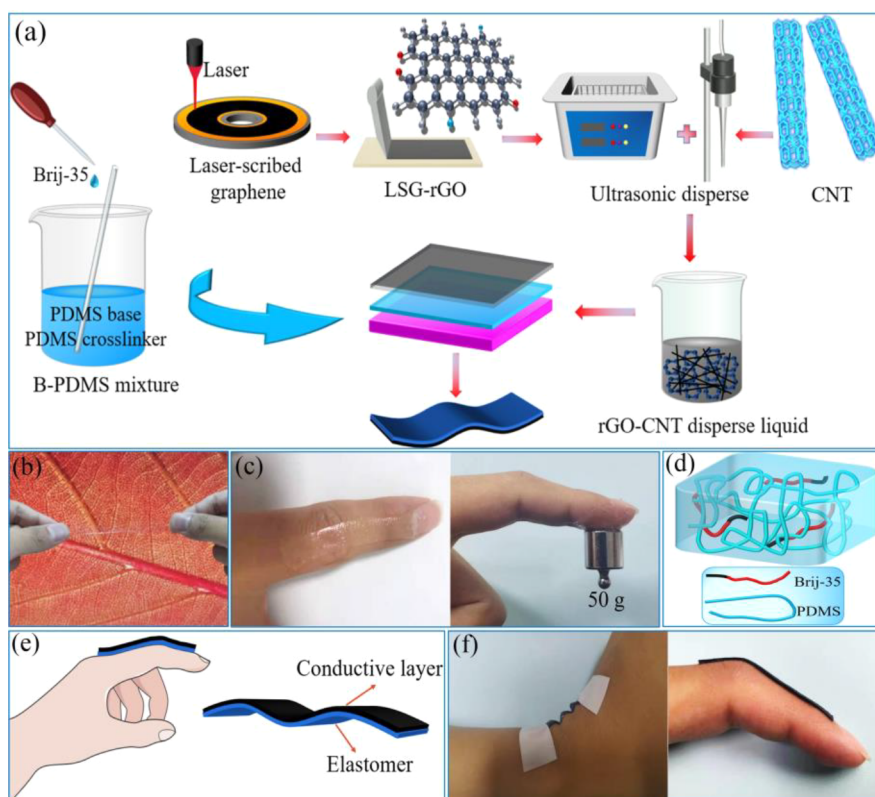 (a)
Laser
Laser-scribed
graphene
LSG-rGO
Ultrasonic disperse
CNT
Brij-35
PDMS base
PDMS crosslinker
B-PDMS mixture
rGO-CNT disperse liquid
(b)
(c)
50 g
(d)
Brij-35
PDMS
(e)
Conductive layer
Elastomer
(f)